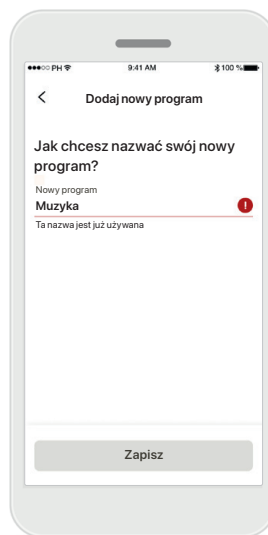 ●●●○○ PH 9:41 AM 100 %
Dodaj nowy program
Jak chcesz nazwać swój nowy
program?
Nowy program
Muzyka
!
Ta nazwa jest już używana
Zapisz